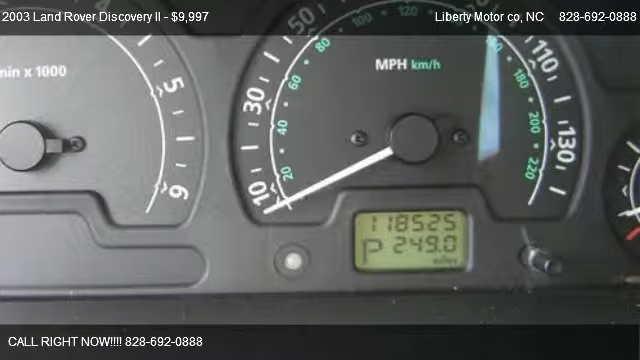 2003 Land Rover Discovery II - $9,997
Liberty Motor co, NC 828-692-0888
min x 1000
5
6
MPH km/h
10
30
50
110
130
20
40
60
80
100
120
160
180
200
220
118525
P 249.0
miles
CALL RIGHT NOW!!!! 828-692-0888